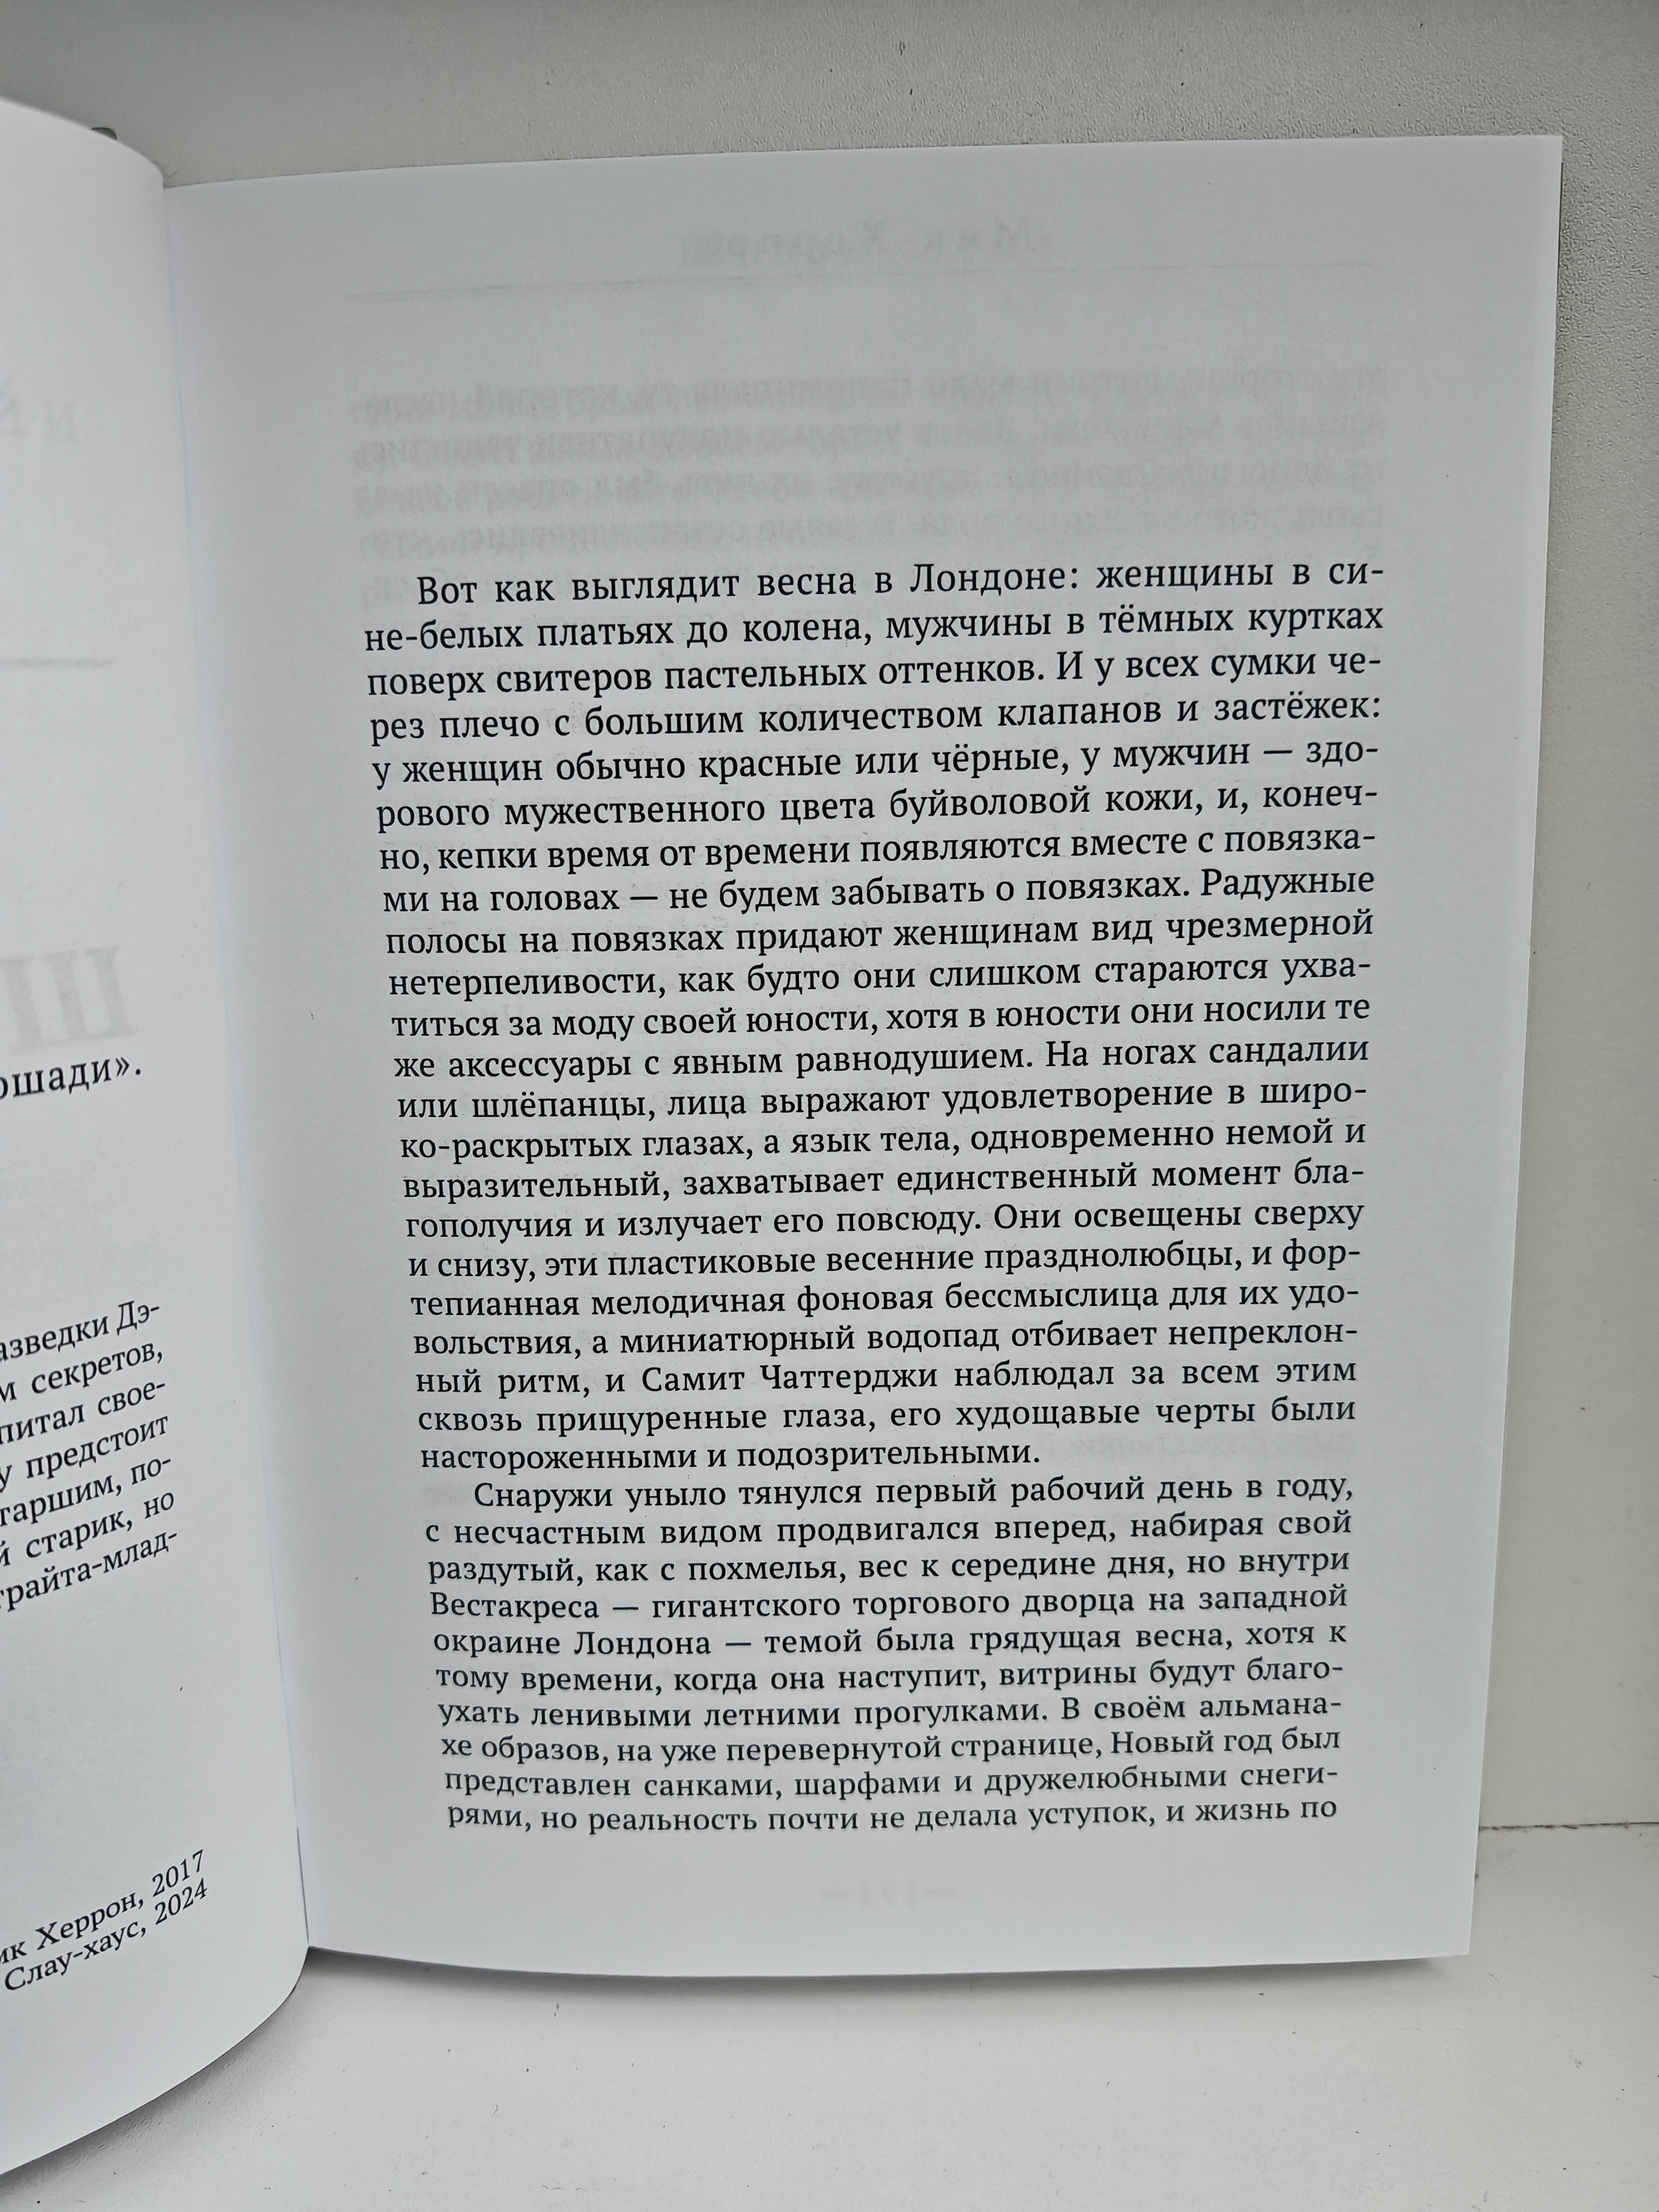 ошади».
азведки Дэ-
м секретов,
питал свое-
у предстоит
таршим, по-
й старик, но
трайта-млад-
ик Херрон, 2017
Слау-хаус, 2024
Вот как выглядит весна в Лондоне: женщины в си-
не-белых платьях до колена, мужчины в тёмных куртках
поверх свитеров пастельных оттенков. И у всех сумки че-
рез плечо с большим количеством клапанов и застёжек:
у женщин обычно красные или чёрные, у мужчин — здо-
рового мужественного цвета буйволовой кожи, и, конеч-
но, кепки время от времени появляются вместе с повязка-
ми на головах — не будем забывать о повязках. Радужные
полосы на повязках придают женщинам вид чрезмерной
нетерпеливости, как будто они слишком стараются ухва-
титься за моду своей юности, хотя в юности они носили те
же аксессуары с явным равнодушием. На ногах сандалии
или шлёпанцы, лица выражают удовлетворение в широ-
ко-раскрытых глазах, а язык тела, одновременно немой и
выразительный, захватывает единственный момент бла-
гополучия и излучает его повсюду. Они освещены сверху
и снизу, эти пластиковые весенние празднолюбцы, и фор-
тепианная мелодичная фоновая бессмыслица для их удо-
вольствия, а миниатюрный водопад отбивает непреклон-
ный ритм, и Самит Чаттерджи наблюдал за всем этим
сквозь прищуренные глаза, его худощавые черты были
настороженными и подозрительными.
Снаружи уныло тянулся первый рабочий день в году,
с несчастным видом продвигался вперед, набирая свой
раздутый, как с похмелья, вес к середине дня, но внутри
Вестакреса — гигантского торгового дворца на западной
окраине Лондона — темой была грядущая весна, хотя к
тому времени, когда она наступит, витрины будут благо-
ухать ленивыми летними прогулками. В своём альмана-
хе образов, на уже перевернутой странице, Новый год был
представлен санками, шарфами и дружелюбными снеги-
рями, но реальность почти не делала уступок, и жизнь по